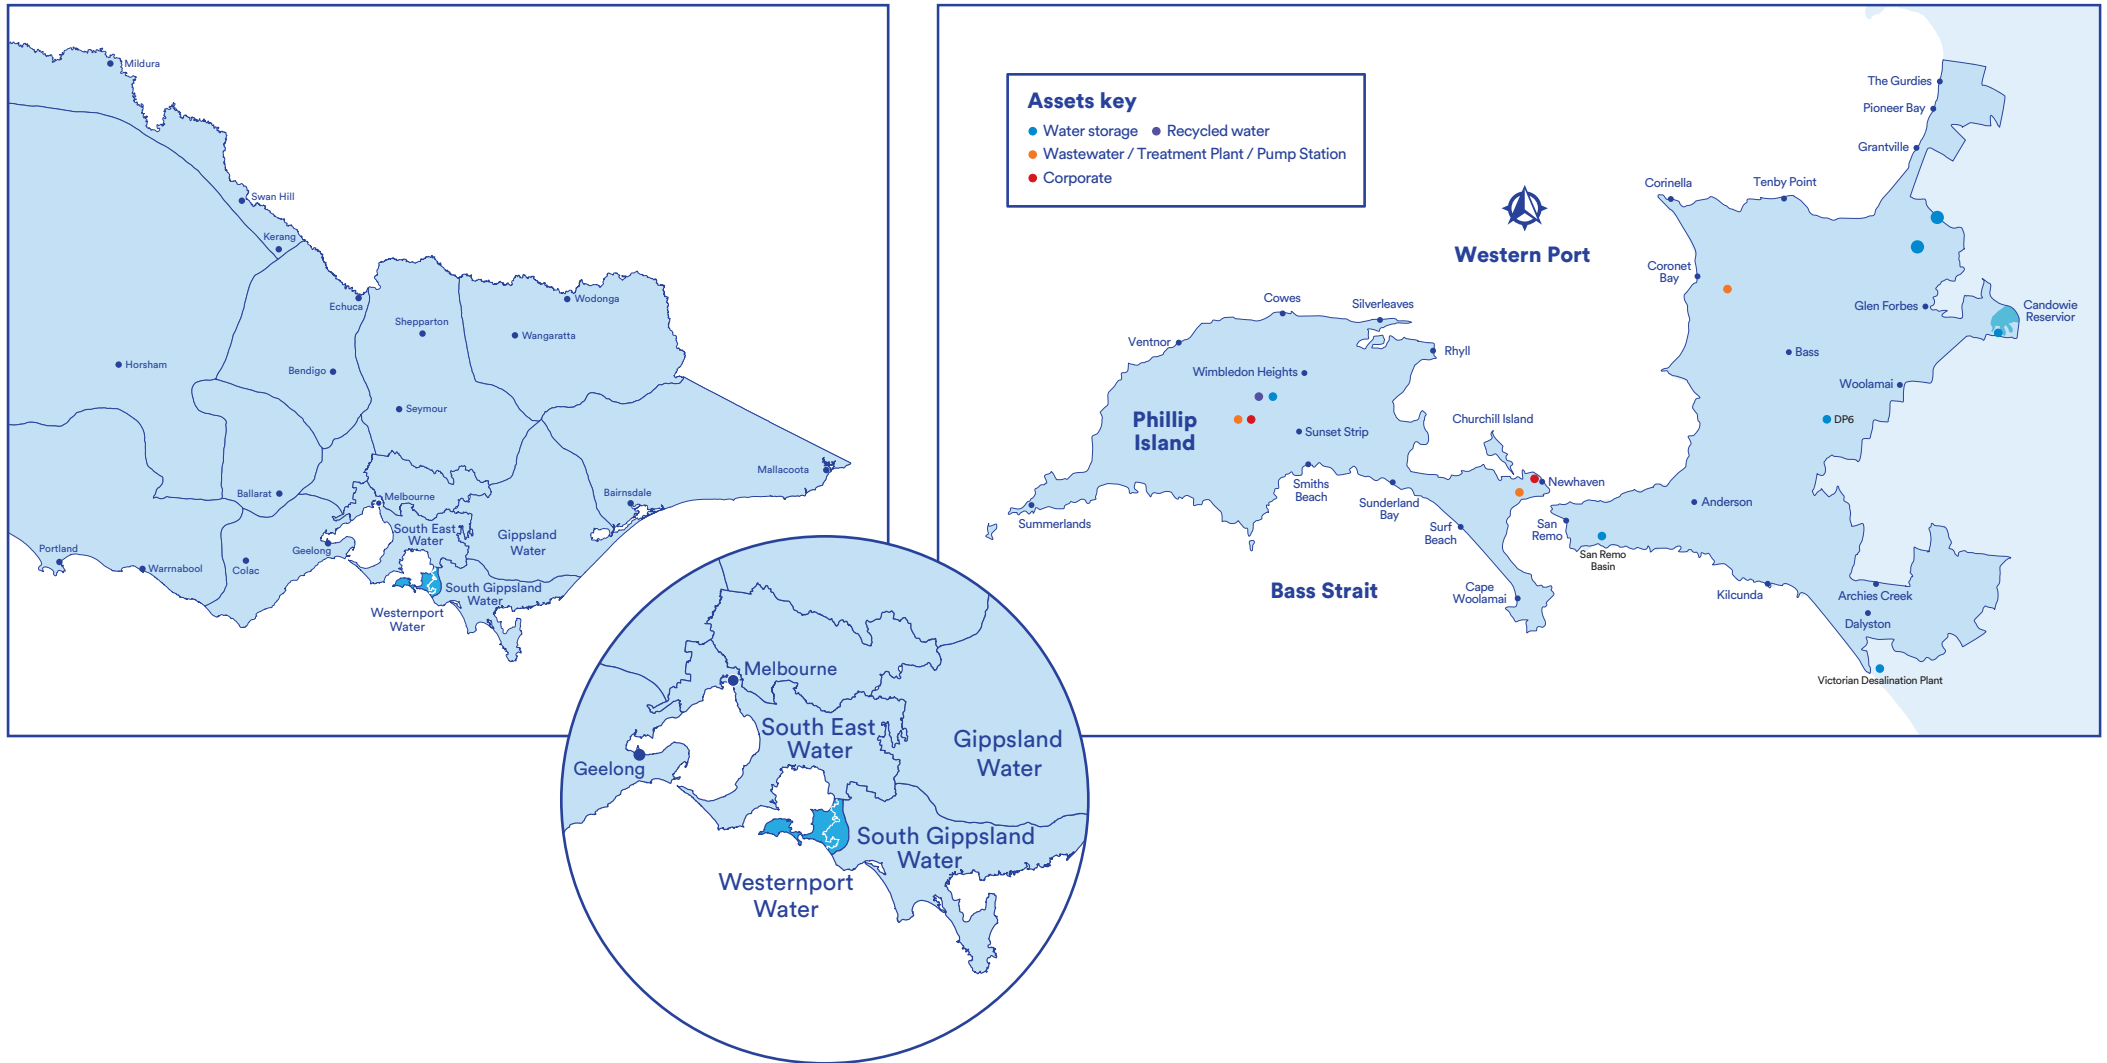 Mildura
Swan Hill
Kerang
Echuca
Wodonga
Shepparton
Wangaratta
Horsham
Bendigo
Seymour
Mallacoota
Ballarat
Melbourne
Bairnsdale
South East
Water
Gippsland
Water
Portland
Geelong
Warrnabool
Colac
South Gippsland
Water
Westernport
Water
Melbourne
South East
Water
Gippsland
Water
Geelong
South Gippsland
Water
Westernport
Water
Assets key
Water storage
Recycled water
Wastewater / Treatment Plant / Pump Station
Corporate
The Gurdies
Pioneer Bay
Grantville
Corinella
Tenby Point
Western Port
Coronet
Bay
Cowes
Silverleaves
Glen Forbes
Candowie
Reservior
Ventnor
Rhyll
Bass
Wimbledon Heights
Woolamai
Phillip
Island
Churchill Island
DP6
Sunset Strip
Newhaven
Smiths
Beach
Sunderland
Bay
Anderson
Summerlands
Surf
Beach
San
Remo
San Remo
Basin
Bass Strait
Cape
Woolamai
Kilcunda
Archies Creek
Dalyston
Victorian Desalination Plant